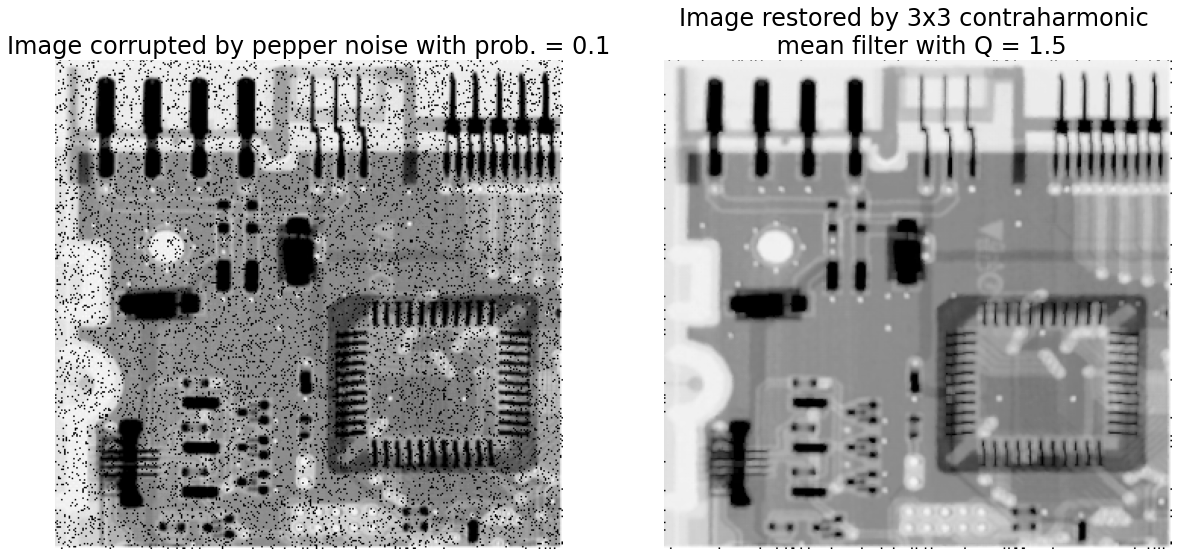 Image corrupted by pepper noise with prob. = 0.1
Image restored by 3x3 contraharmonic
mean filter with Q = 1.5